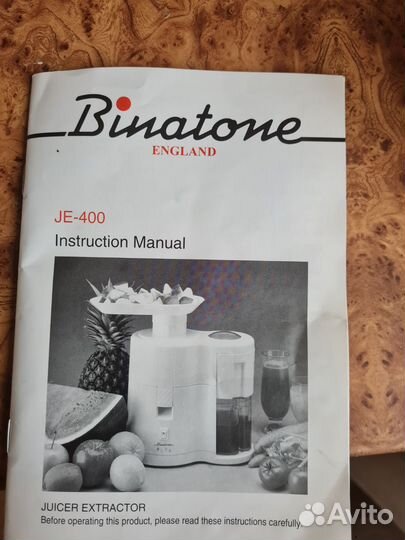 Binatone
ENGLAND
JE-400
Instruction Manual
JUICER EXTRACTOR
Before operating this product, please read these instructions carefully.
Avito